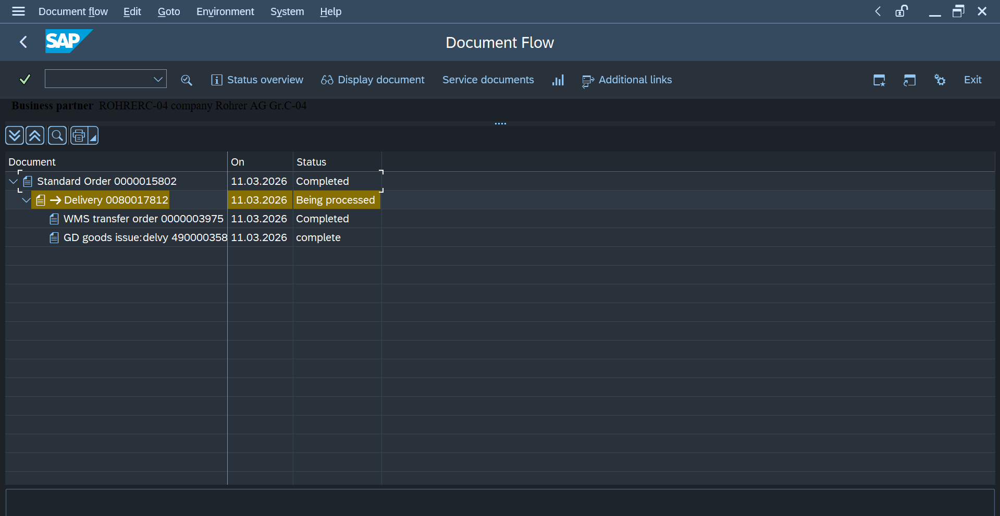 Document flow Edit Goto Environment System Help
SAP Document Flow
Status overview Display document Service documents Additional links Exit
Business partner ROHRERC-04 company Rohrer AG Gr.C-04
Document On Status
Standard Order 0000015802 11.03.2026 Completed
Delivery 0080017812 11.03.2026 Being processed
WMS transfer order 0000003975 11.03.2026 Completed
GD goods issue:delvy 490000358 11.03.2026 complete